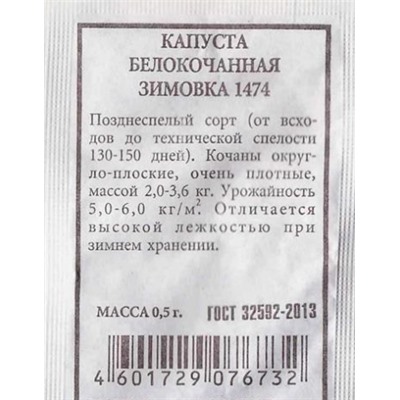 КАПУСТА
БЕЛОКОЧАННАЯ
ЗИМОВКА 1474
Позднеспелый сорт (от всхо-
дов до технической спелости
130-150 дней). Кочаны округ-
ло-плоские, очень плотные,
массой 2,0-3,6 кг. Урожайность
5,0-6,0 кг/м². Отличается
высокой лежкостью при
зимнем хранении.
МАССА 0,5 г. ГОСТ 32592-2013
4 601729 076732